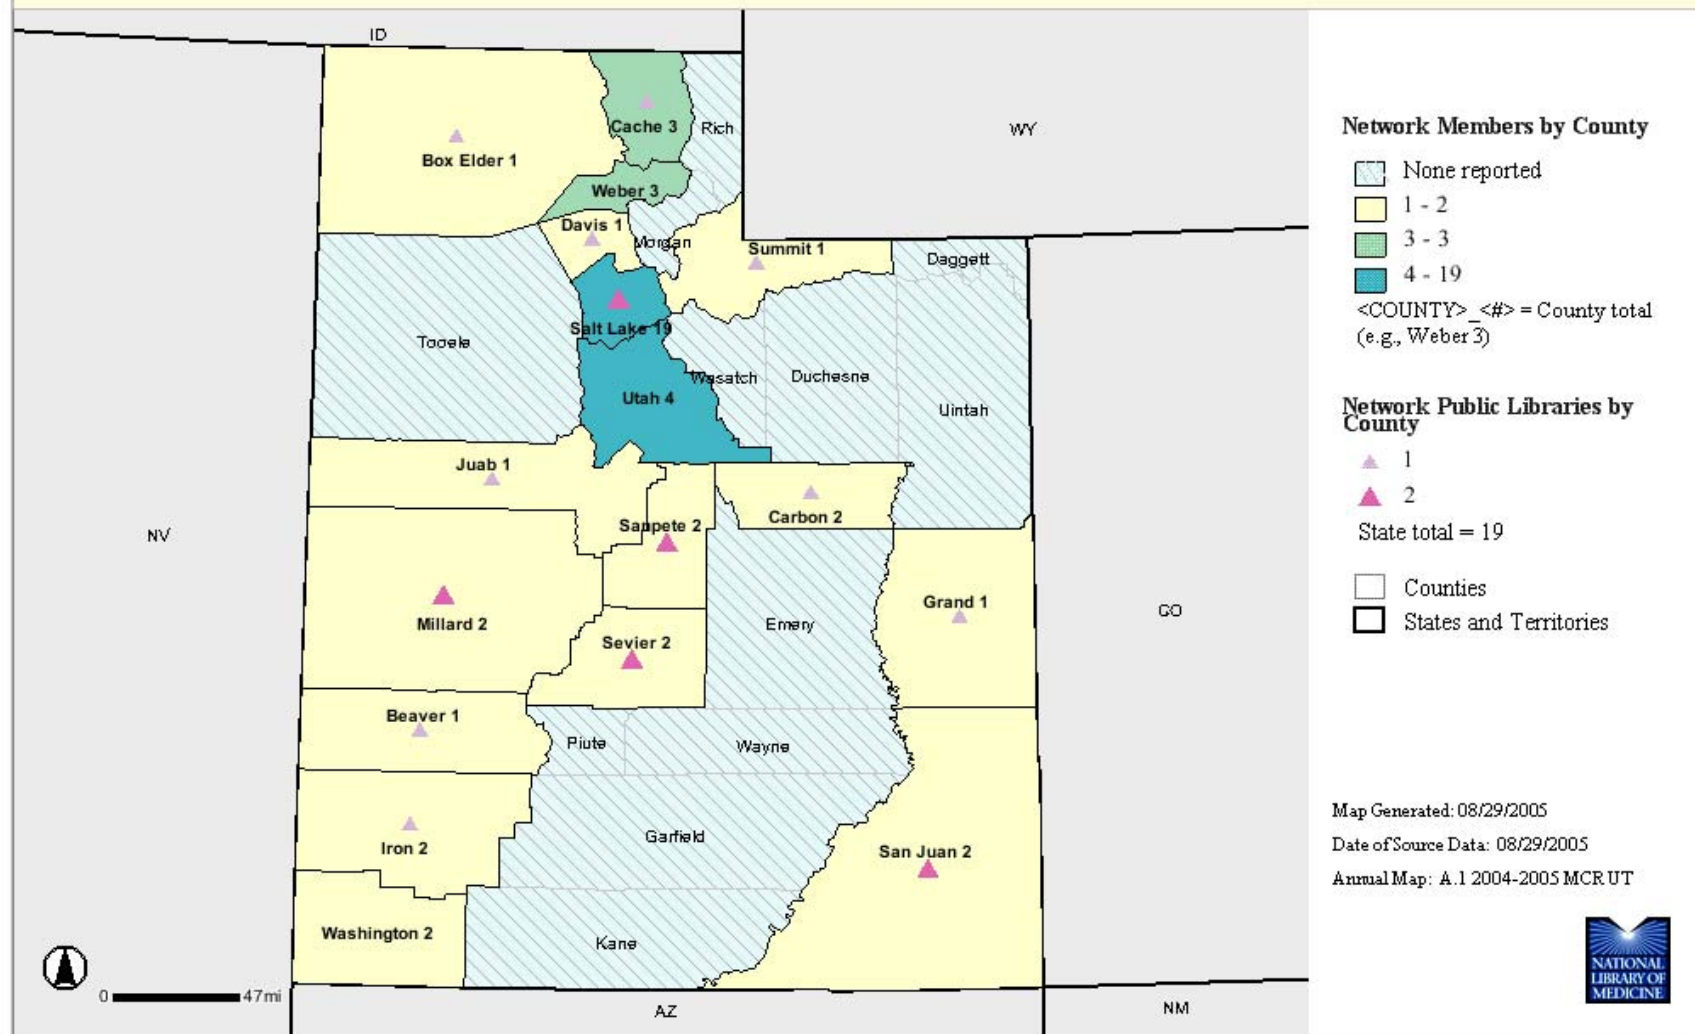 ID
WY
NV
CO
AZ
NM
Box Elder 1
Cache 3
Rich
Weber 3
Davis 1
Morgan
Summit 1
Daggett
Tooele
Salt Lake 19
Wasatch
Duchesne
Uintah
Utah 4
Juab 1
Sanpete 2
Carbon 2
Millard 2
Sevier 2
Emery
Grand 1
Beaver 1
Piute
Wayne
Iron 2
Garfield
San Juan 2
Washington 2
Kane
0 47mi
Network Members by County
None reported
1 - 2
3 - 3
4 - 19
<COUNTY>_<#> = County total
(e.g., Weber 3)
Network Public Libraries by
County
1
2
State total = 19
Counties
States and Territories
Map Generated: 08/29/2005
Date of Source Data: 08/29/2005
Annual Map: A.1 2004-2005 MCR UT
NATIONAL
LIBRARY OF
MEDICINE